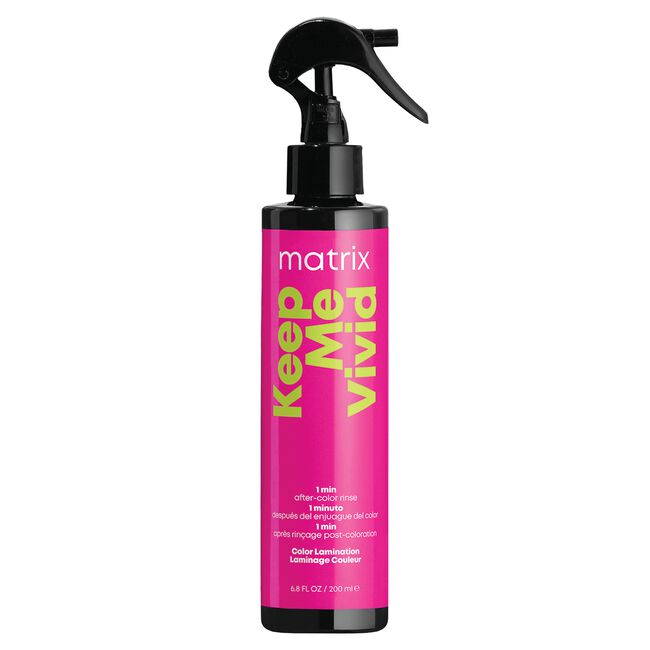 matrix
Keep
Me
vivid
1 min
after-color rinse
1 minuto
después del enjuague del color
1 min
après rinçage post-coloration
Color Lamination
Laminage Couleur
6.8 FL OZ / 200 ml ℮